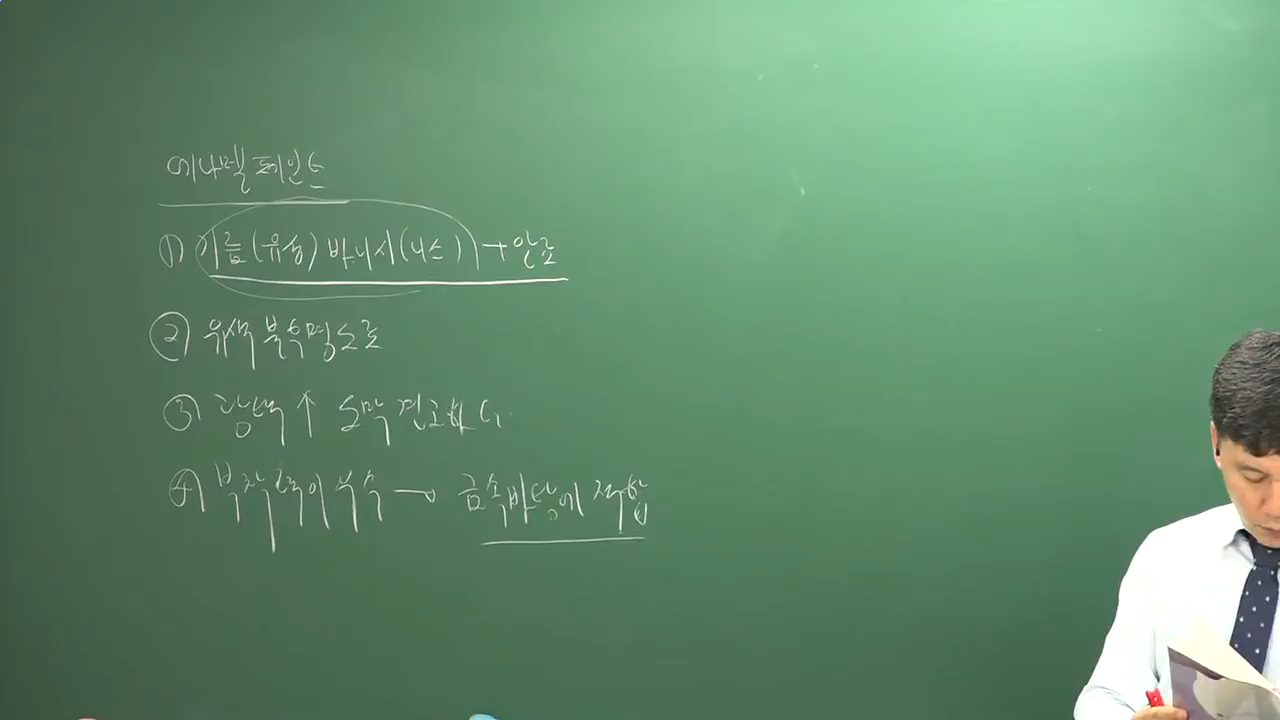 에나멜 페인트
① 기름(유성) 바니시(니스) + 안료
② 유색 불투명도료
③ 광택↑ 도막 견고하다.
④ 부착력이 우수 → 금속바탕에 적합